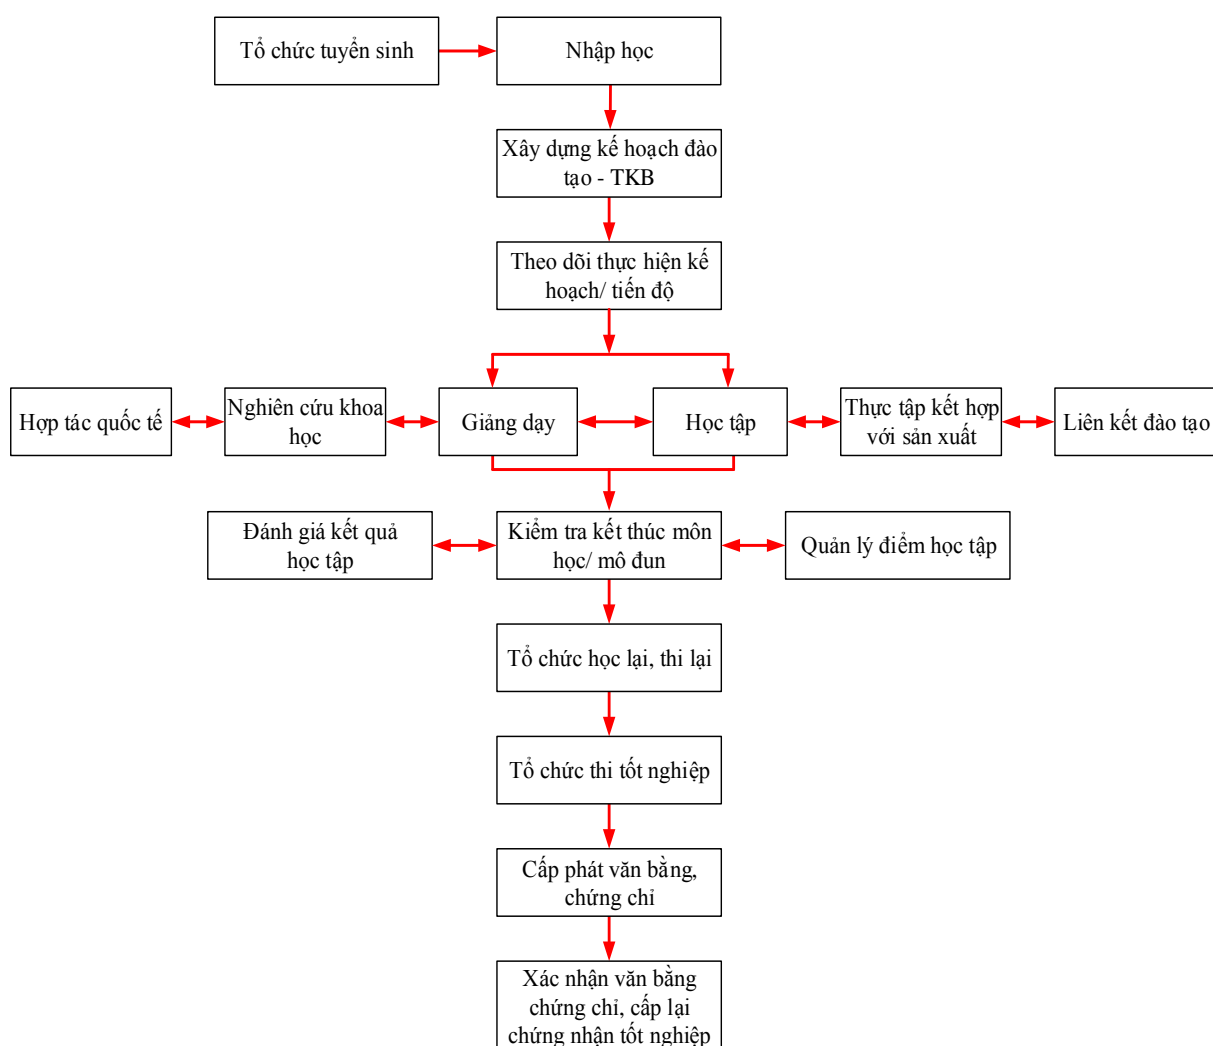 Tổ chức tuyển sinh
Nhập học
Xây dựng kế hoạch đào
tạo - TKB
Theo dõi thực hiện kế
hoạch/ tiến độ
Hợp tác quốc tế
Nghiên cứu khoa
học
Giảng dạy
Học tập
Thực tập kết hợp
với sản xuất
Liên kết đào tạo
Đánh giá kết quả
học tập
Kiểm tra kết thúc môn
học/ mô đun
Quản lý điểm học tập
Tổ chức học lại, thi lại
Tổ chức thi tốt nghiệp
Cấp phát văn bằng,
chứng chỉ
Xác nhận văn bằng
chứng chỉ, cấp lại
chứng nhận tốt nghiệp